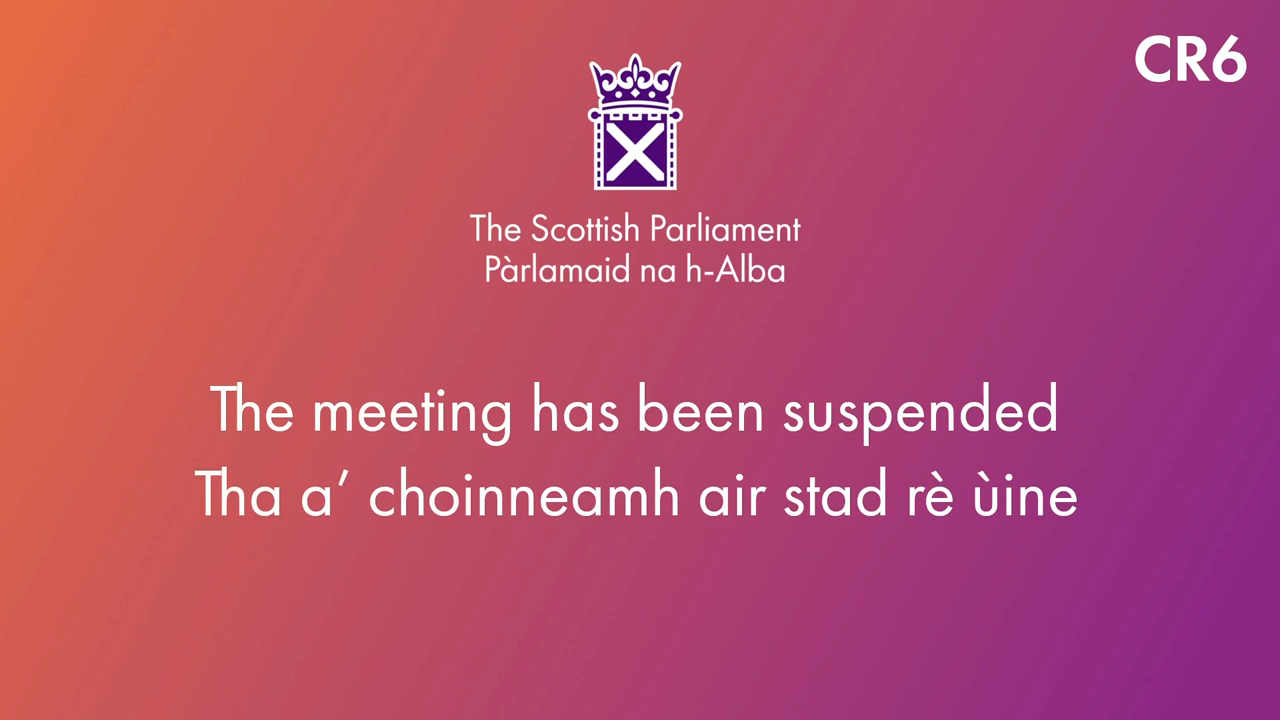 CR6
The Scottish Parliament
Pàrlamaid na h-Alba
The meeting has been suspended
Tha a’ choinneamh air stad rè ùine